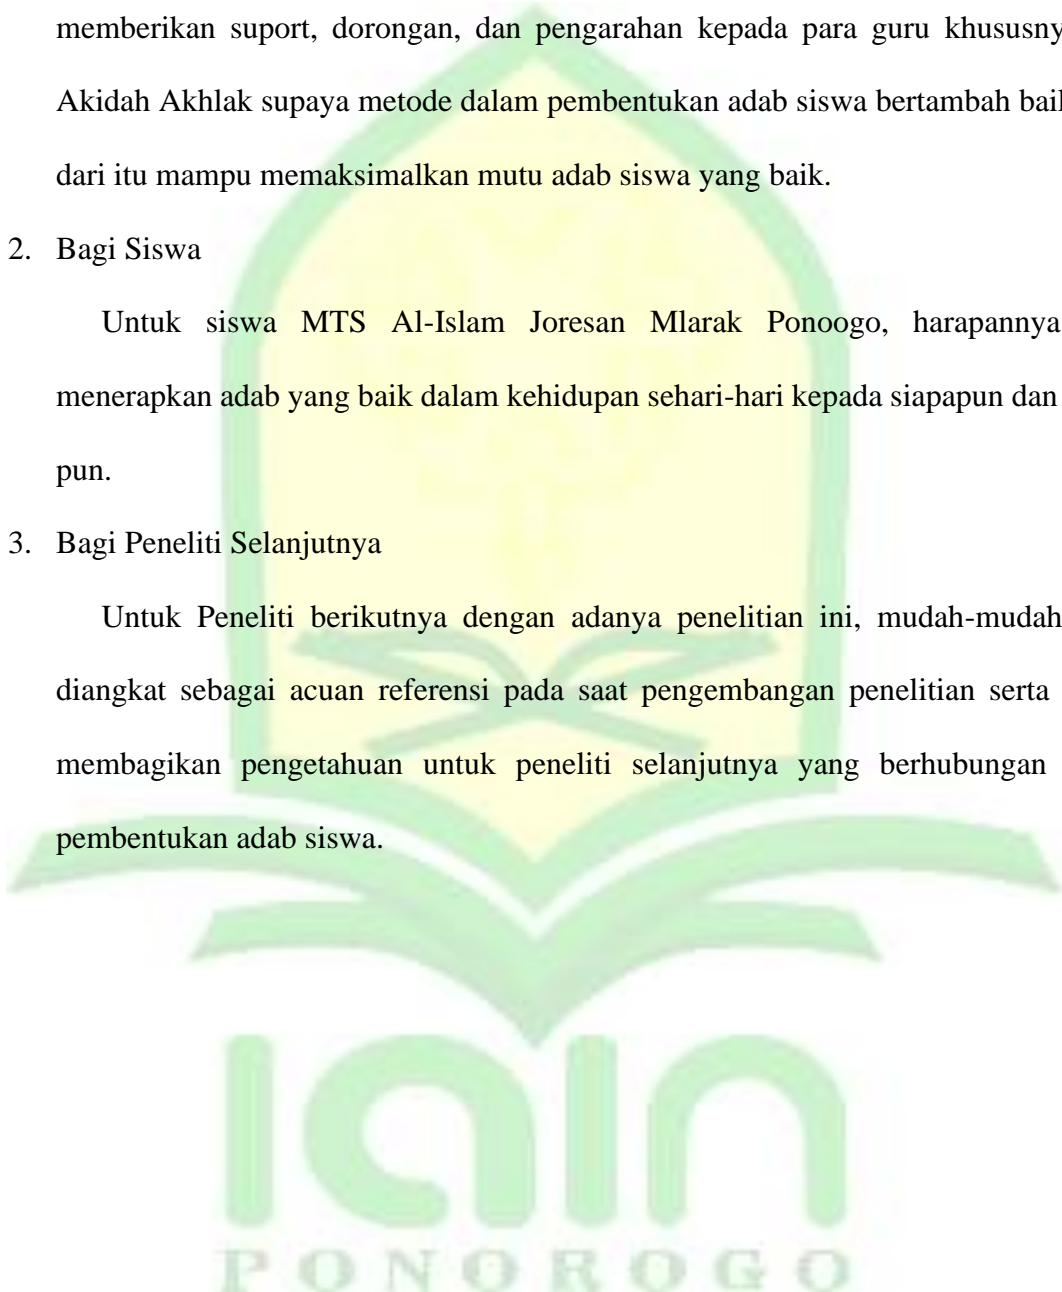 memberikan suport, dorongan, dan pengarahan kepada para guru khususny
Akidah Akhlak supaya metode dalam pembentukan adab siswa bertambah bai
dari itu mampu memaksimalkan mutu adab siswa yang baik.
2. Bagi Siswa
Untuk siswa MTS Al-Islam Joresan Mlarak Ponoogo, harapannya
menerapkan adab yang baik dalam kehidupan sehari-hari kepada siapapun dan
pun.
3. Bagi Peneliti Selanjutnya
Untuk Peneliti berikutnya dengan adanya penelitian ini, mudah-mudah
diangkat sebagai acuan referensi pada saat pengembangan penelitian serta
membagikan pengetahuan untuk peneliti selanjutnya yang berhubungan
pembentukan adab siswa.
iain
PONOROGO